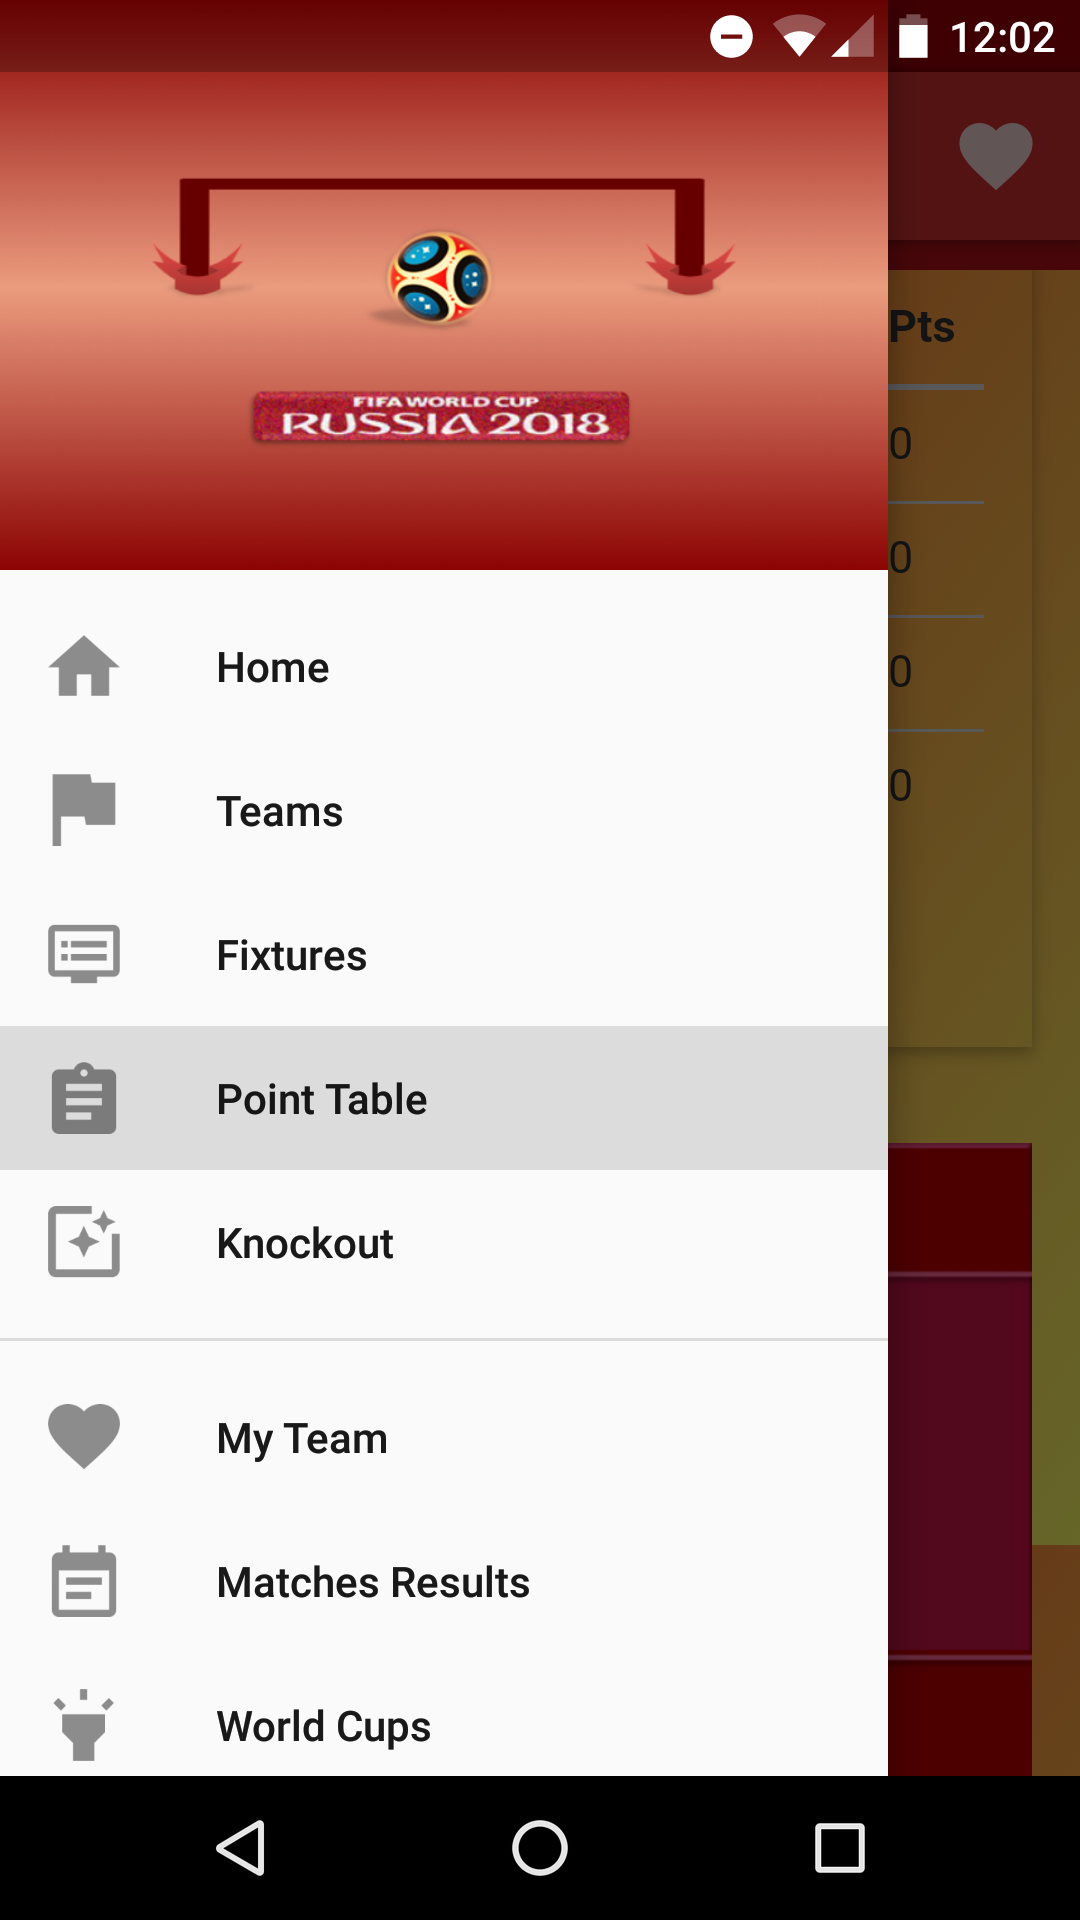 12:02
FIFA WORLD CUP
RUSSIA 2018
Pts
0
0
0
0
Home
Teams
Fixtures
Point Table
Knockout
My Team
Matches Results
World Cups